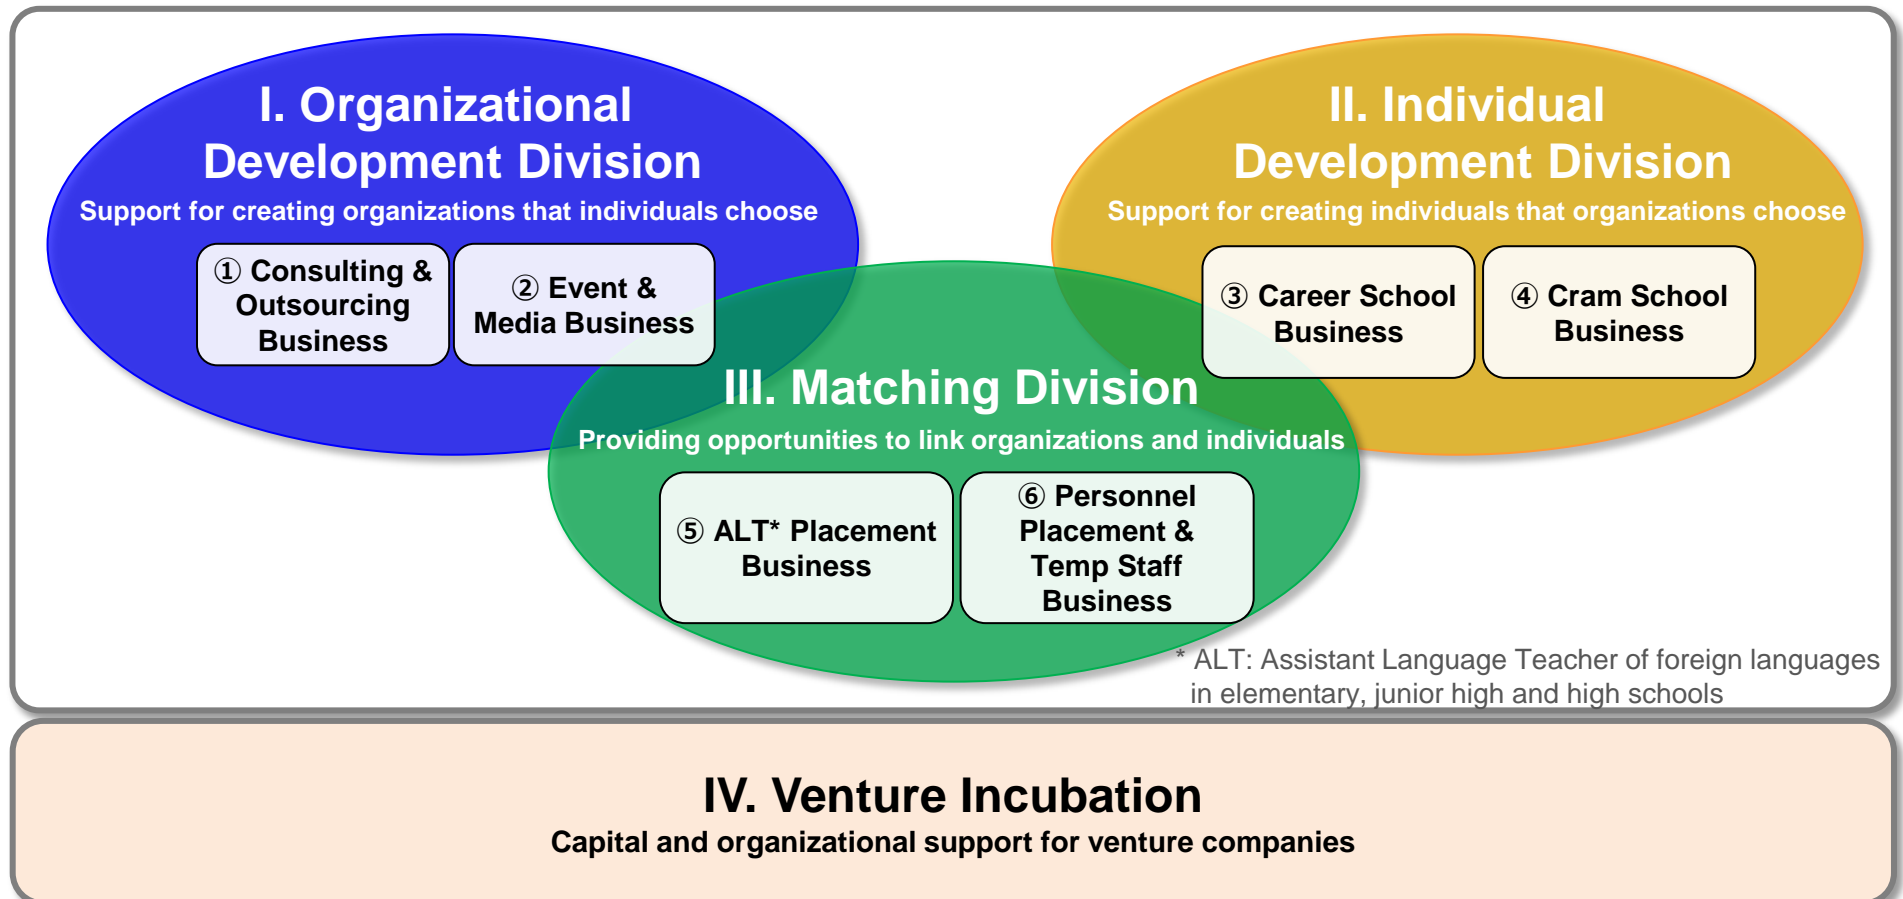 I. Organizational
Development Division
Support for creating organizations that individuals choose
① Consulting &
Outsourcing
Business
② Event &
Media Business
II. Individual
Development Division
Support for creating individuals that organizations choose
③ Career School
Business
④ Cram School
Business
III. Matching Division
Providing opportunities to link organizations and individuals
⑤ ALT* Placement
Business
⑥ Personnel
Placement &
Temp Staff
Business
* ALT: Assistant Language Teacher of foreign languages
in elementary, junior high and high schools
IV. Venture Incubation
Capital and organizational support for venture companies